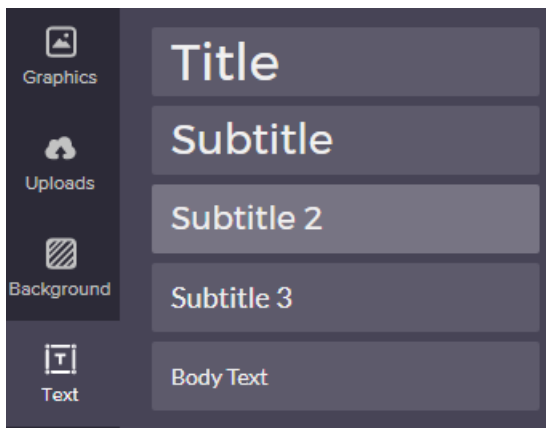 Graphics
Uploads
Background
Text
Title
Subtitle
Subtitle 2
Subtitle 3
Body Text